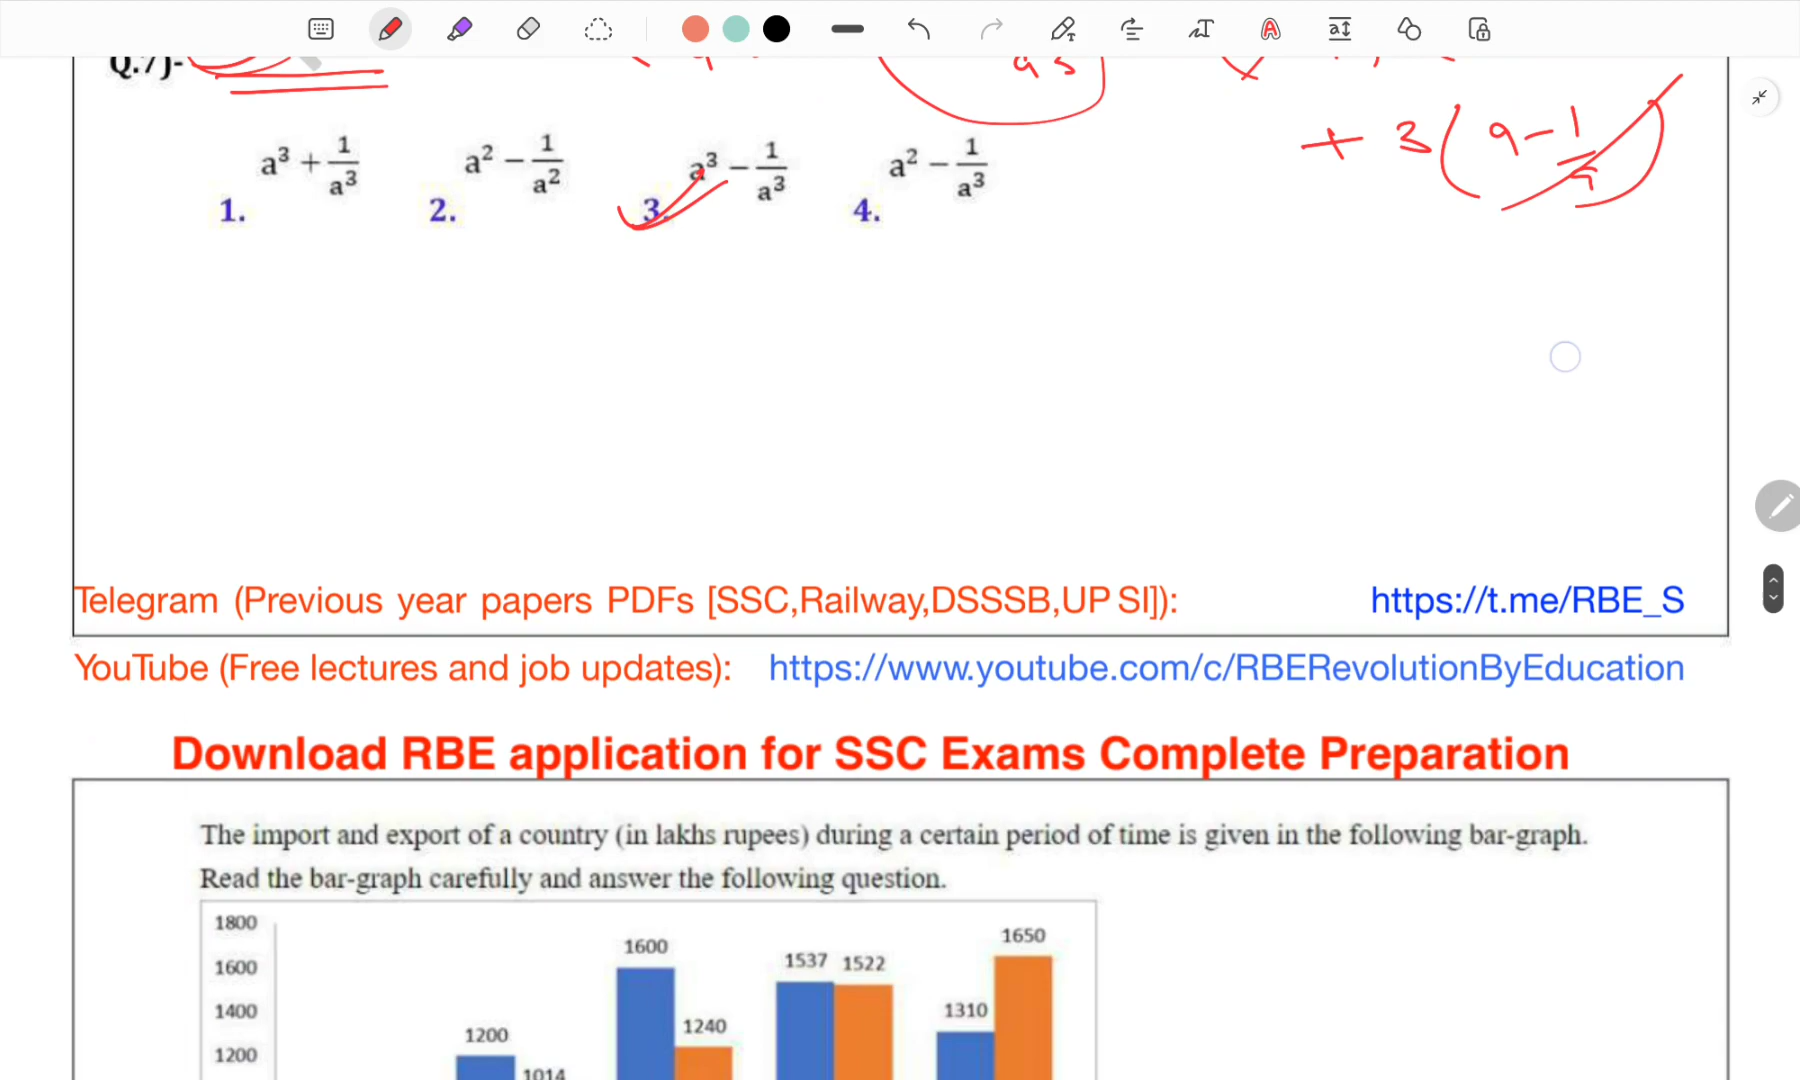 Q.7)-
+ 3(a - 1/a)
1. a³ + 1/a³ 2. a² − 1/a² 3. a³ − 1/a³ 4. a² − 1/a³
Telegram (Previous year papers PDFs [SSC,Railway,DSSSB,UP SI]): https://t.me/RBE_S
YouTube (Free lectures and job updates): https://www.youtube.com/c/RBERevolutionByEducation
Download RBE application for SSC Exams Complete Preparation
The import and export of a country (in lakhs rupees) during a certain period of time is given in the following bar-graph.
Read the bar-graph carefully and answer the following question.
1800
1650
1600
1537 1522
1600
1400
1310
1240
1200
1200
1014